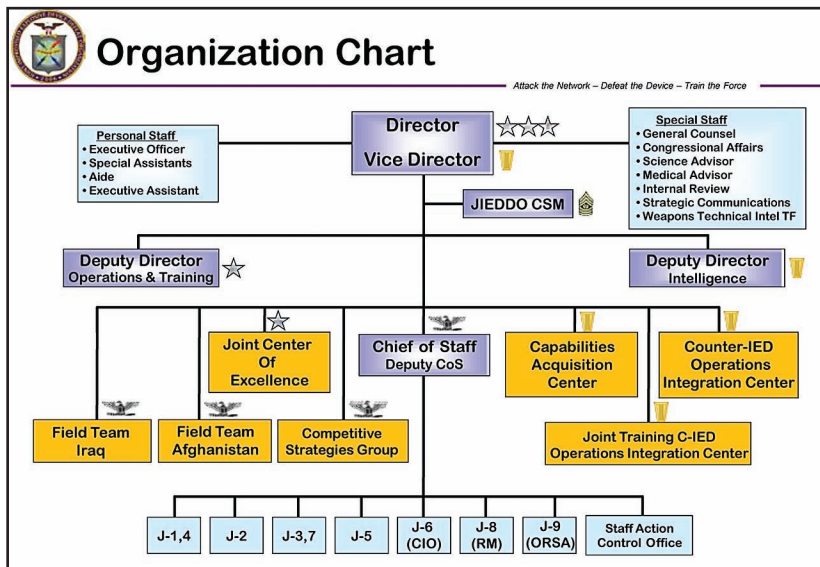 Organization Chart
Attack the Network – Defeat the Device – Train the Force
Personal Staff
• Executive Officer
• Special Assistants
• Aide
• Executive Assistant
Director
Vice Director
Special Staff
• General Counsel
• Congressional Affairs
• Science Advisor
• Medical Advisor
• Internal Review
• Strategic Communications
• Weapons Technical Intel TF
JIEDDO CSM
Deputy Director
Operations & Training
Deputy Director
Intelligence
Joint Center
Of
Excellence
Chief of Staff
Deputy CoS
Capabilities
Acquisition
Center
Counter-IED
Operations
Integration Center
Field Team
Iraq
Field Team
Afghanistan
Competitive
Strategies Group
Joint Training C-IED
Operations Integration Center
J-1,4
J-2
J-3,7
J-5
J-6
(CIO)
J-8
(RM)
J-9
(ORSA)
Staff Action
Control Office